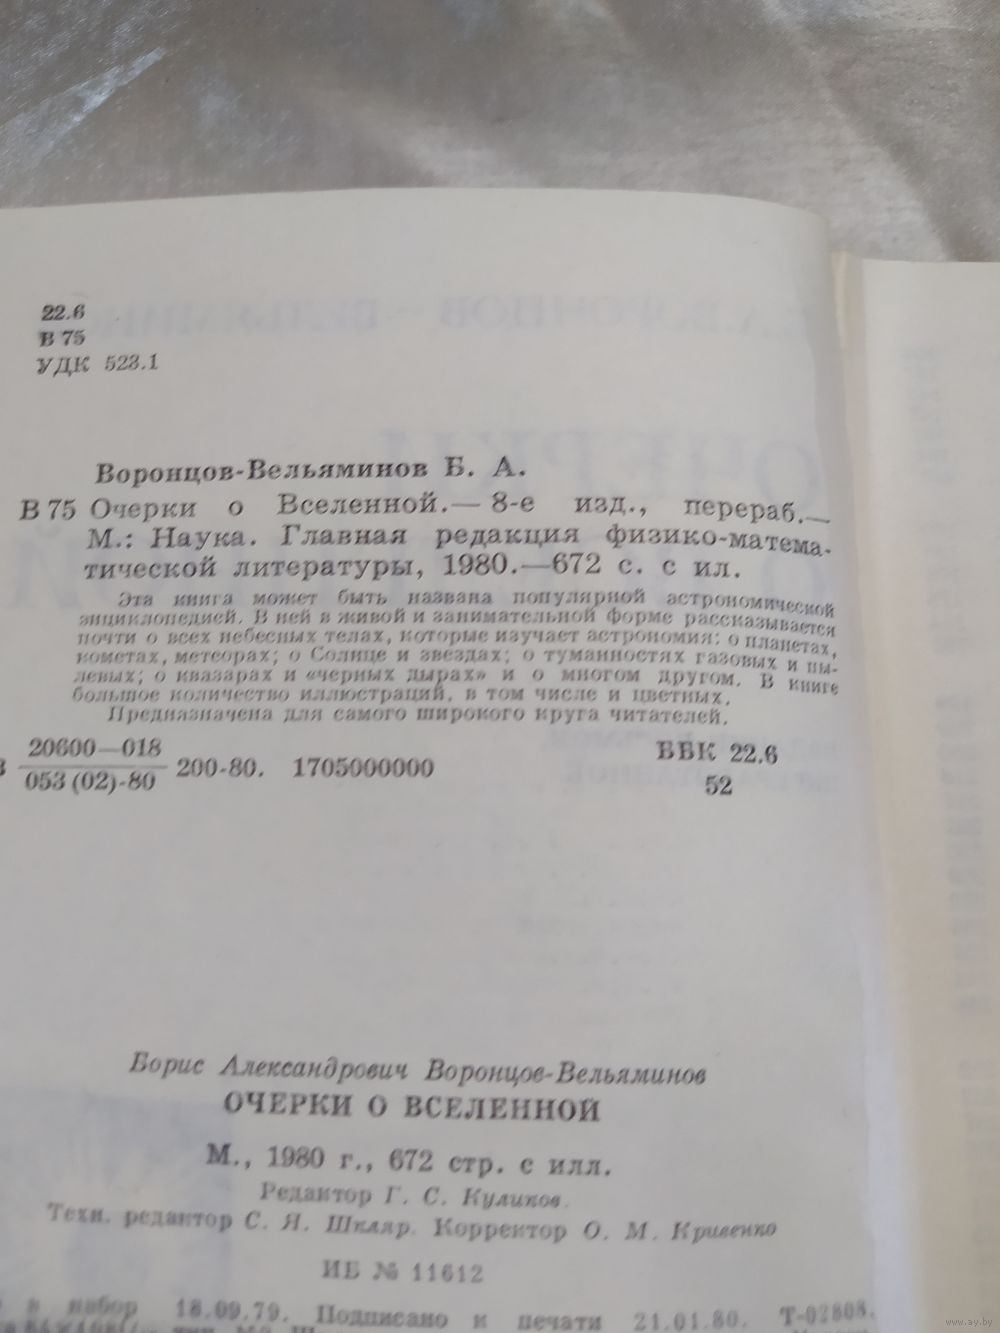 22.6
В 75
УДК 523.1
Воронцов-Вельяминов Б. А.
В 75 Очерки о Вселенной.— 8-е изд., перераб.—
М.: Наука. Главная редакция физико-матема-
тической литературы, 1980.—672 с. с ил.
Эта книга может быть названа популярной астрономической
энциклопедией. В ней в живой и занимательной форме рассказывается
почти о всех небесных телах, которые изучает астрономия: о планетах,
кометах, метеорах; о Солнце и звездах; о туманностях газовых и пы-
левых; о квазарах и «черных дырах» и о многом другом. В книге
большое количество иллюстраций, в том числе и цветных.
Предназначена для самого широкого круга читателей.
20600—018
053 (02)-80 200-80. 1705000000
ББК 22.6
52
Борис Александрович Воронцов-Вельяминов
ОЧЕРКИ О ВСЕЛЕННОЙ
М., 1980 г., 672 стр. с илл.
Редактор Г. С. Куликов.
Техн. редактор С. Я. Шкляр. Корректор О. М. Кривенко
ИБ № 11612
в набор 18.09.79. Подписано к печати 21.01.80. Т-02808.
www.ay.by